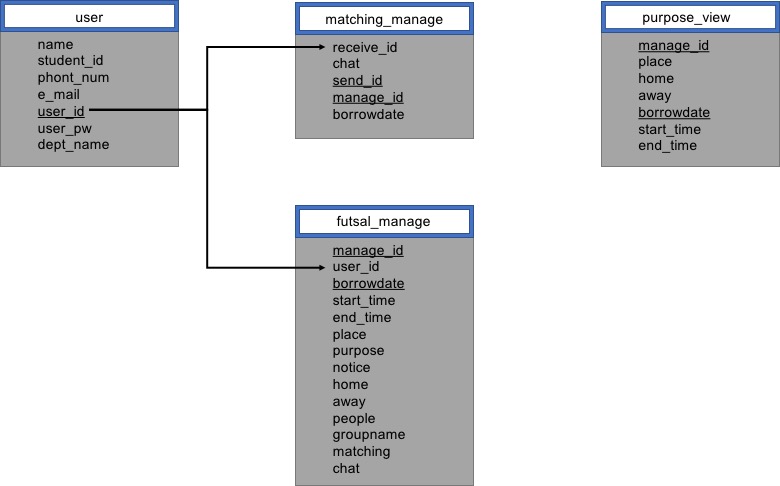 user
name
student_id
phont_num
e_mail
user_id
user_pw
dept_name
matching_manage
receive_id
chat
send_id
manage_id
borrowdate
purpose_view
manage_id
place
home
away
borrowdate
start_time
end_time
futsal_manage
manage_id
user_id
borrowdate
start_time
end_time
place
purpose
notice
home
away
people
groupname
matching
chat